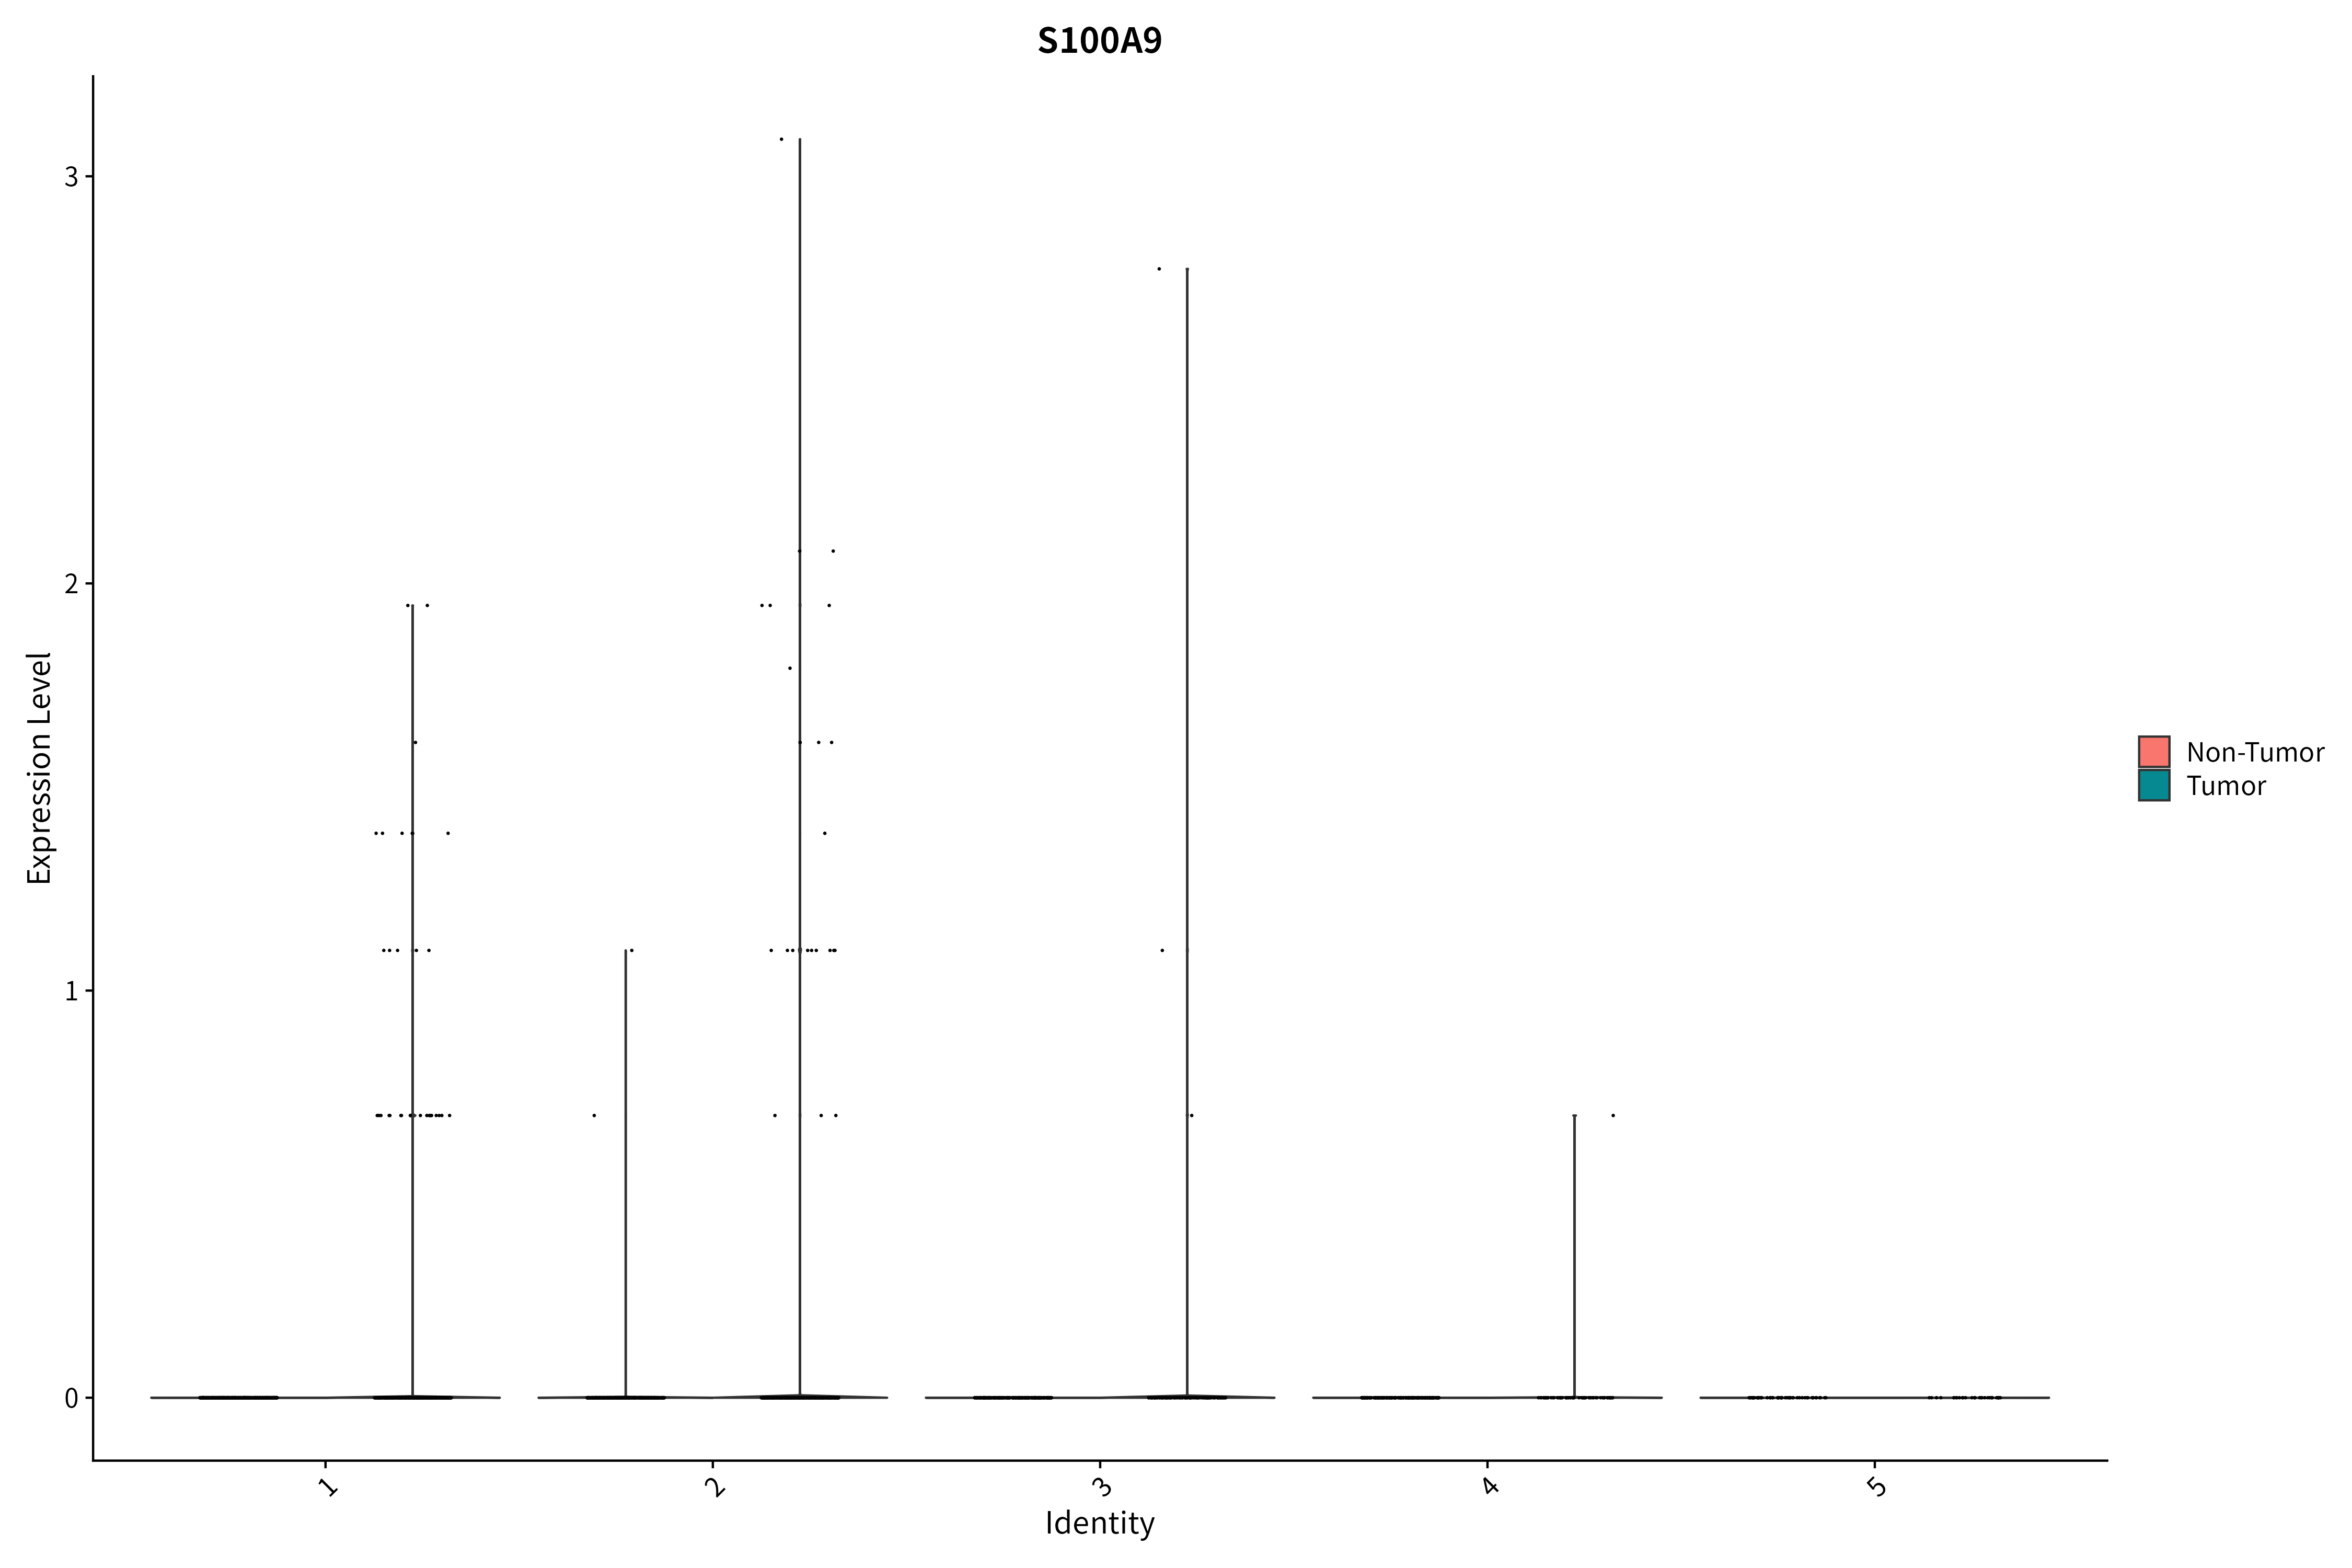 S100A9
3
2
1
0
Expression Level
1
2
3
4
5
Identity
Non-Tumor
Tumor